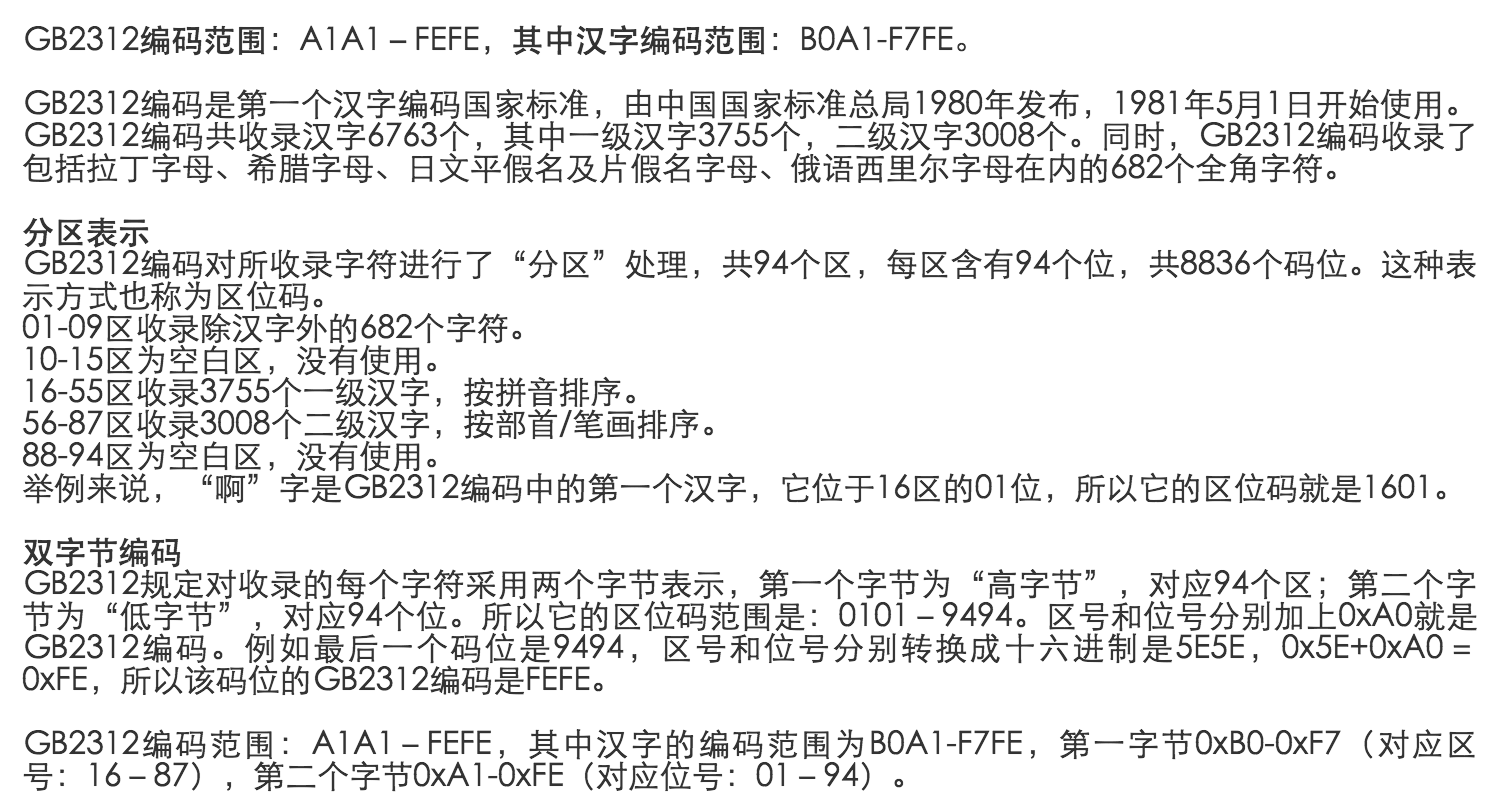 GB2312编码范围：A1A1 – FEFE，其中汉字编码范围：B0A1-F7FE。
GB2312编码是第一个汉字编码国家标准，由中国国家标准总局1980年发布，1981年5月1日开始使用。
GB2312编码共收录汉字6763个，其中一级汉字3755个，二级汉字3008个。同时，GB2312编码收录了
包括拉丁字母、希腊字母、日文平假名及片假名字母、俄语西里尔字母在内的682个全角字符。
分区表示
GB2312编码对所收录字符进行了“分区”处理，共94个区，每区含有94个位，共8836个码位。这种表
示方式也称为区位码。
01-09区收录除汉字外的682个字符。
10-15区为空白区，没有使用。
16-55区收录3755个一级汉字，按拼音排序。
56-87区收录3008个二级汉字，按部首/笔画排序。
88-94区为空白区，没有使用。
举例来说，“啊”字是GB2312编码中的第一个汉字，它位于16区的01位，所以它的区位码就是1601。
双字节编码
GB2312规定对收录的每个字符采用两个字节表示，第一个字节为“高字节”，对应94个区；第二个字
节为“低字节”，对应94个位。所以它的区位码范围是：0101 – 9494。区号和位号分别加上0xA0就是
GB2312编码。例如最后一个码位是9494，区号和位号分别转换成十六进制是5E5E，0x5E+0xA0 =
0xFE，所以该码位的GB2312编码是FEFE。
GB2312编码范围：A1A1 – FEFE，其中汉字的编码范围为B0A1-F7FE，第一字节0xB0-0xF7（对应区
号：16 – 87），第二个字节0xA1-0xFE（对应位号：01 – 94）。